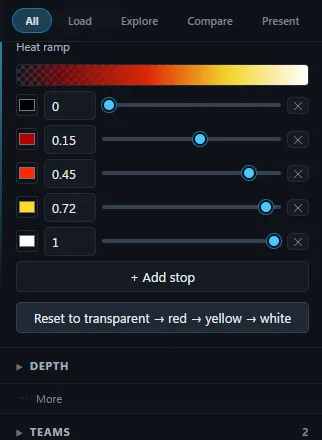 All Load Explore Compare Present
Heat ramp
0
0.15
0.45
0.72
1
+ Add stop
Reset to transparent → red → yellow → white
▶ DEPTH
More
▶ TEAMS 2